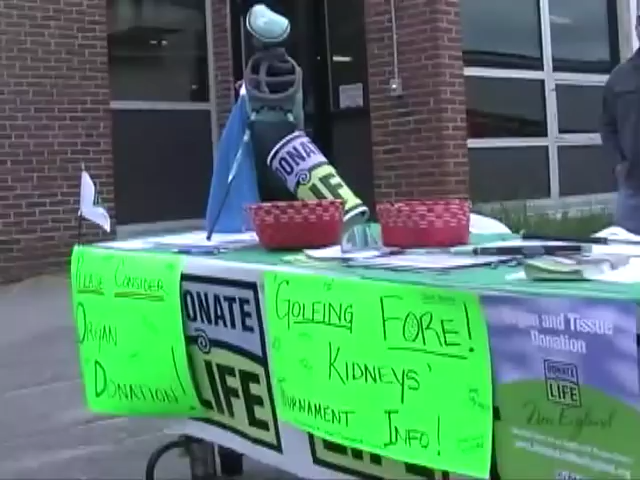 DONA
LIFE
PLEASE CONSIDER
ORGAN
DONATION!
DONATE
LIFE
"GOLFING FORE!
KIDNEYS'
TOURNAMENT INFO!
Organ and Tissue
Donation
DONATE
LIFE
New England